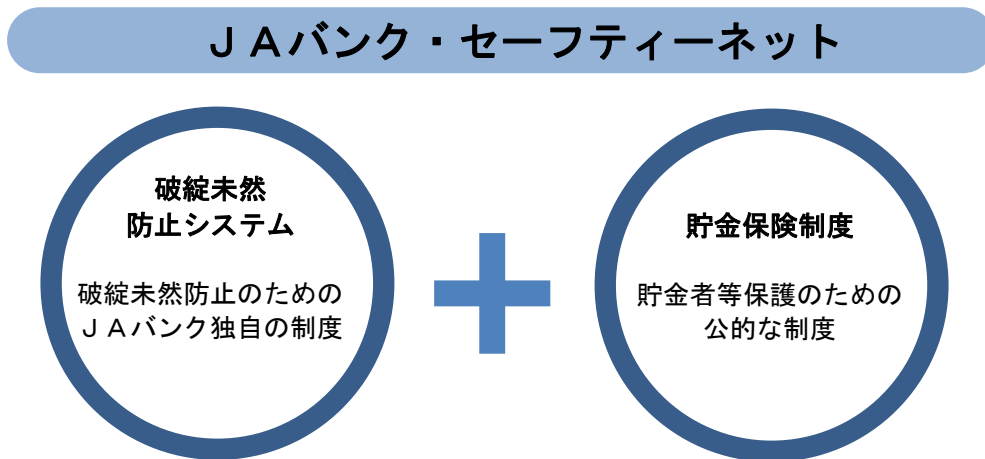 ＪＡバンク・セーフティーネット
破綻未然
防止システム
破綻未然防止のための
ＪＡバンク独自の制度
貯金保険制度
貯金者等保護のための
公的な制度